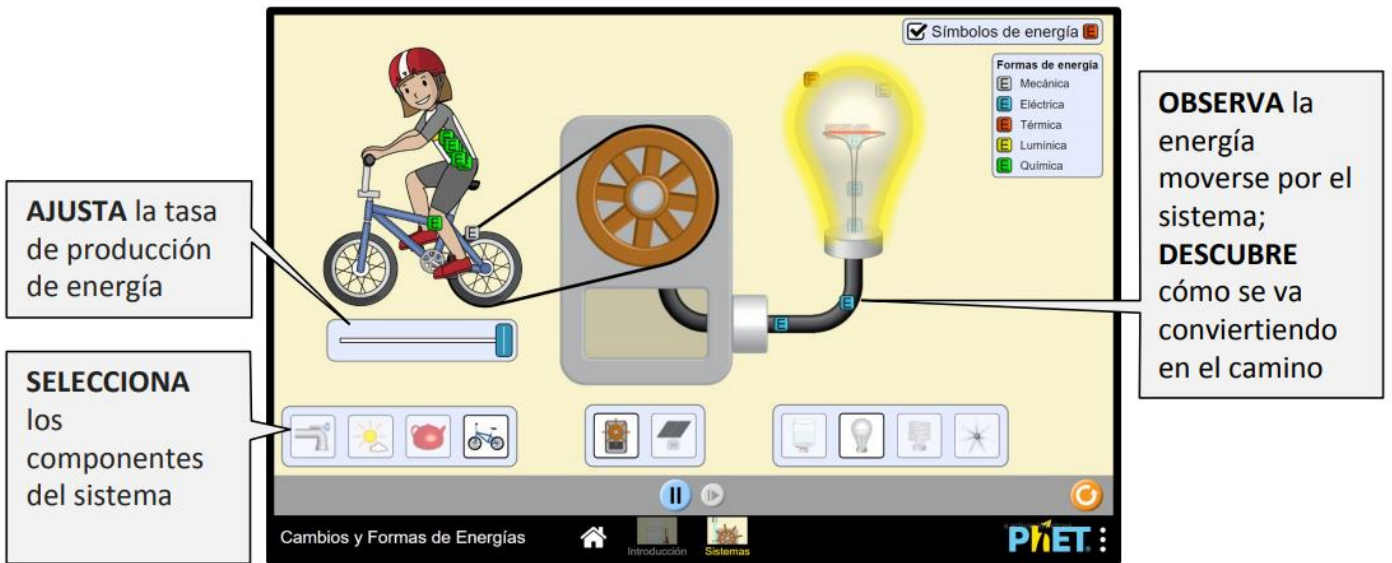 AJUSTA la tasa
de producción
de energía
SELECCIONA
los
componentes
del sistema
Símbolos de energía E
Formas de energía
E Mecánica
E Eléctrica
E Térmica
E Lumínica
E Química
OBSERVA la
energía
moverse por el
sistema;
DESCUBRE
cómo se va
conviertiendo
en el camino
Cambios y Formas de Energías
Introducción
Sistemas
PhET